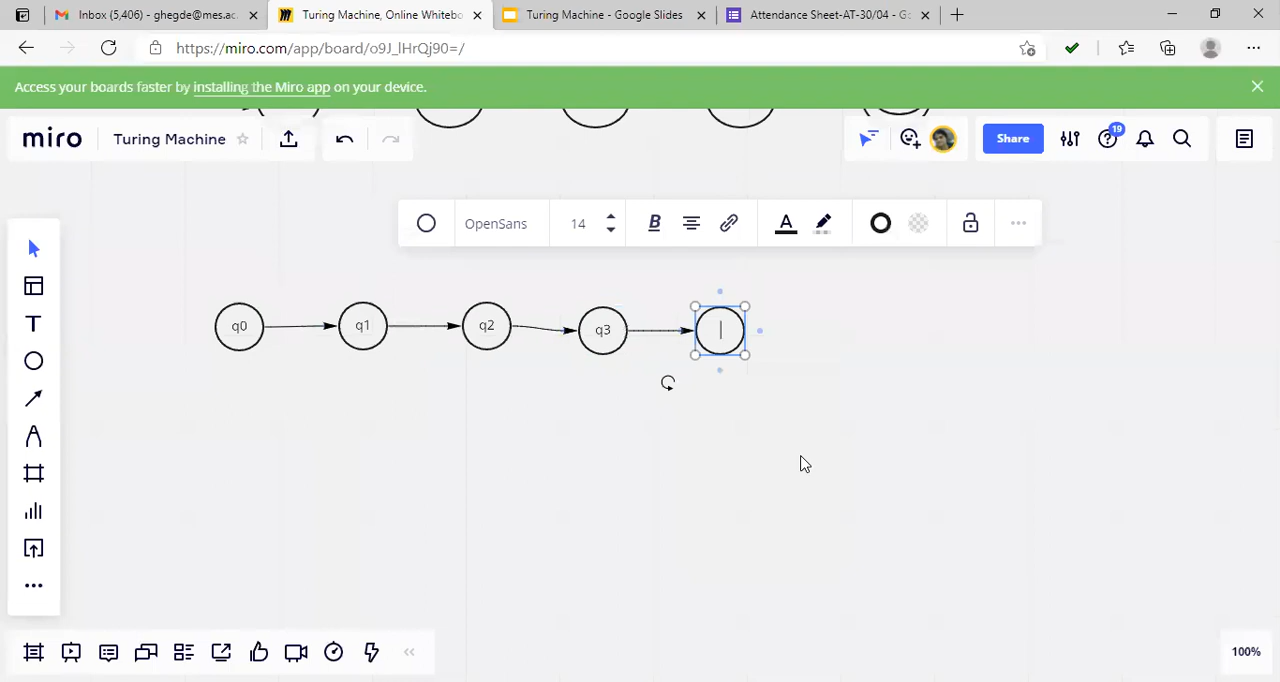 Inbox (5,406) - ghegde@mes.ac.
Turing Machine, Online Whitebo
Turing Machine - Google Slides
Attendance Sheet-AT-30/04 - Go
https://miro.com/app/board/o9J_lHrQj90=/
Access your boards faster by installing the Miro app on your device.
miro
Turing Machine
19
Share
OpenSans
14
B
A
T
q0
q1
q2
q3
100%